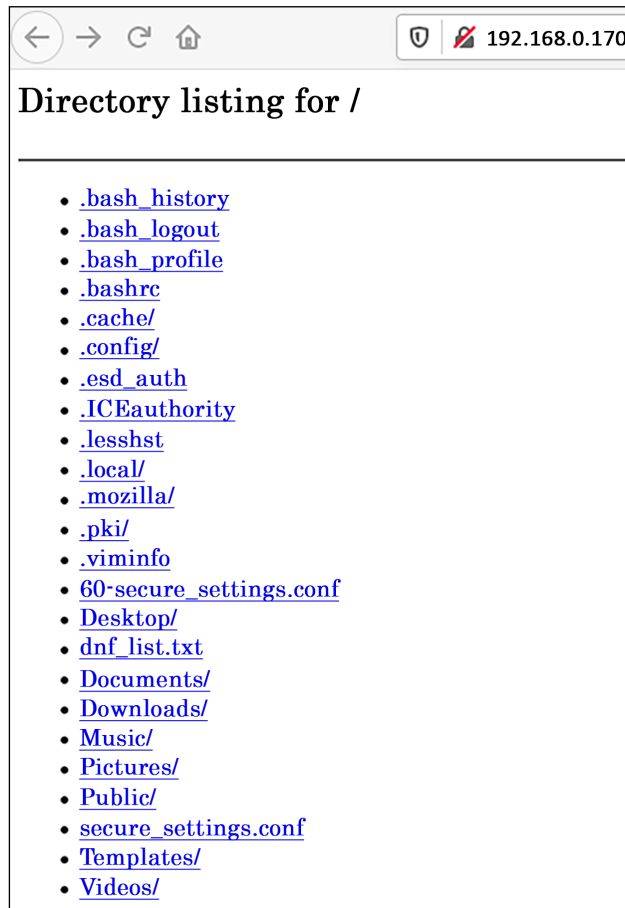 192.168.0.170
Directory listing for /
.bash_history
.bash_logout
.bash_profile
.bashrc
.cache/
.config/
.esd_auth
.ICEauthority
.lesshst
.local/
.mozilla/
.pki/
.viminfo
60-secure_settings.conf
Desktop/
dnf_list.txt
Documents/
Downloads/
Music/
Pictures/
Public/
secure_settings.conf
Templates/
Videos/